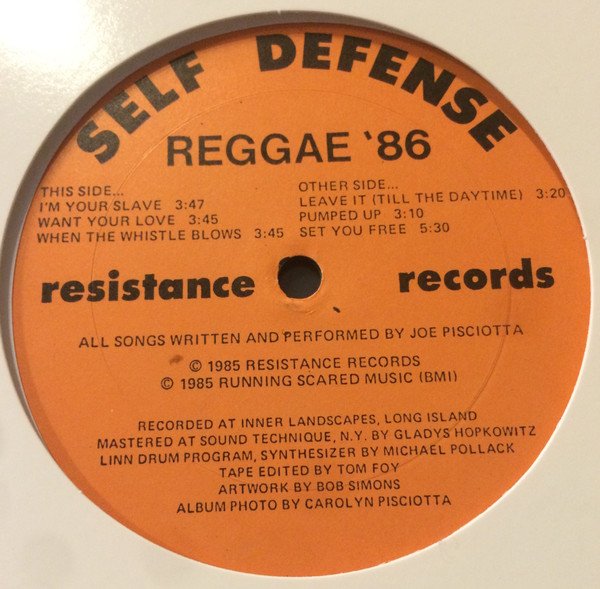 SELF DEFENSE
REGGAE '86
THIS SIDE...
I'M YOUR SLAVE 3:47
WANT YOUR LOVE 3:45
WHEN THE WHISTLE BLOWS 3:45
OTHER SIDE...
LEAVE IT (TILL THE DAYTIME) 3:20
PUMPED UP 3:10
SET YOU FREE 5:30
resistance records
ALL SONGS WRITTEN AND PERFORMED BY JOE PISCIOTTA
© 1985 RESISTANCE RECORDS
© 1985 RUNNING SCARED MUSIC (BMI)
RECORDED AT INNER LANDSCAPES, LONG ISLAND
MASTERED AT SOUND TECHNIQUE, N.Y. BY GLADYS HOPKOWITZ
LINN DRUM PROGRAM, SYNTHESIZER BY MICHAEL POLLACK
TAPE EDITED BY TOM FOY
ARTWORK BY BOB SIMONS
ALBUM PHOTO BY CAROLYN PISCIOTTA